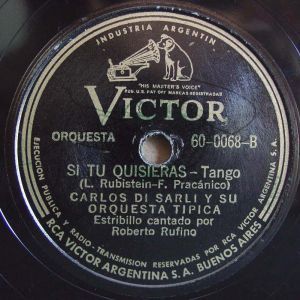 INDUSTRIA ARGENTIN
"HIS MASTER'S VOICE"
REG. U.S. PAT OFF MARCAS REGISTRADAS
VICTOR
ORQUESTA
60-0068-B
SI TU QUISIERAS - Tango
(L. Rubistein-F. Pracánico)
CARLOS DI SARLI Y SU
ORQUESTA TIPICA
Estribillo cantado por
Roberto Rufino
EJECUCION PUBLICA Y
RADIO-TRANSMISION RESERVADAS POR RCA VICTOR ARGENTINA S.A.
RCA VICTOR ARGENTINA S.A. BUENOS AIRES